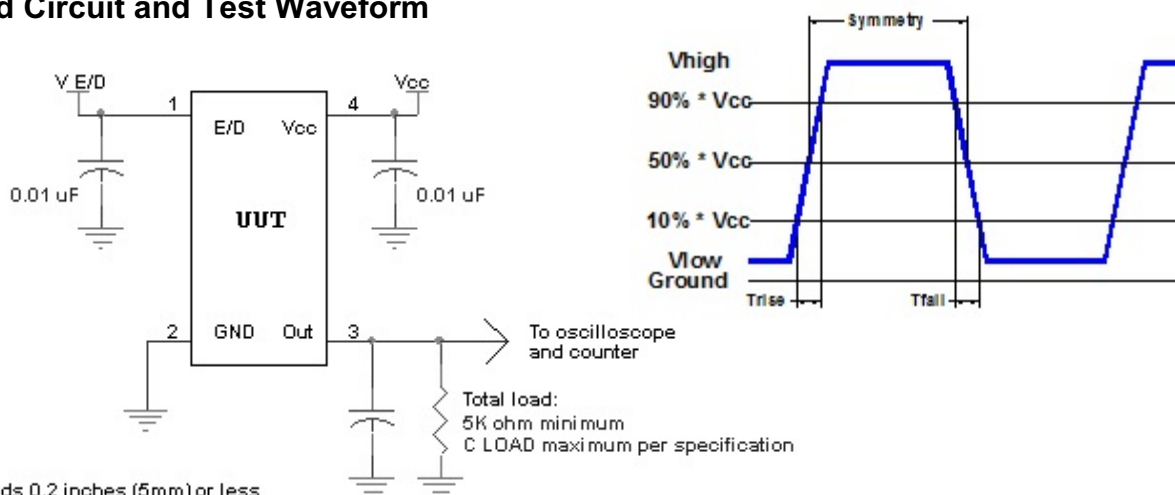 d Circuit and Test Waveform
V E/D
Vcc
1
4
E/D
Vcc
0.01 uF
0.01 uF
UUT
2
GND
Out
3
To oscilloscope
and counter
Total load:
5K ohm minimum
C LOAD maximum per specification
ds 0.2 inches (5mm) or less
Symmetry
Vhigh
90% * Vcc
50% * Vcc
10% * Vcc
Vlow
Ground
Trise
Tfall